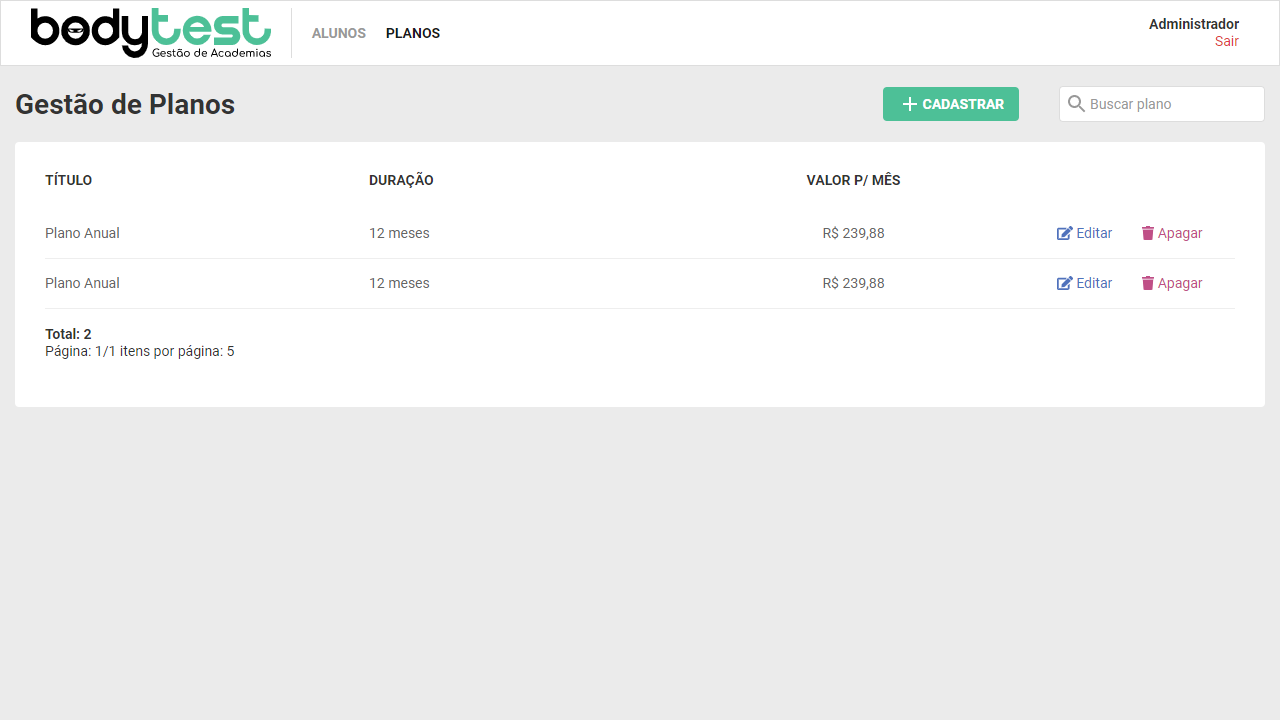 bodytest
Gestão de Academias
ALUNOS PLANOS
Administrador
Sair
Gestão de Planos
CADASTRAR
Buscar plano
TÍTULO DURAÇÃO VALOR P/ MÊS
Plano Anual 12 meses R$ 239,88 Editar Apagar
Plano Anual 12 meses R$ 239,88 Editar Apagar
Total: 2
Página: 1/1 itens por página: 5